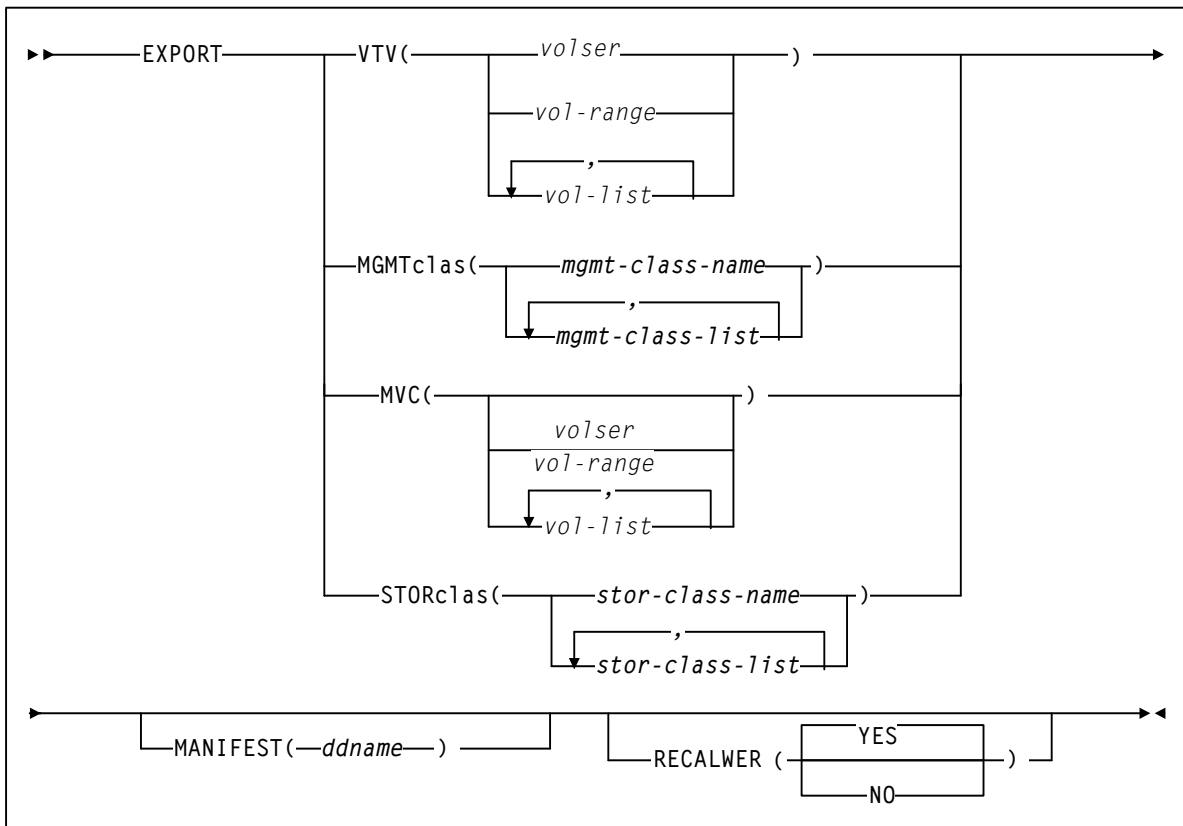 EXPORT VTV( volser )
vol-range
,
vol-list
MGMTclas( mgmt-class-name )
,
mgmt-class-list
MVC( )
volser
vol-range
,
vol-list
STORclas( stor-class-name )
,
stor-class-list
MANIFEST( ddname )
YES
RECALWER ( )
NO